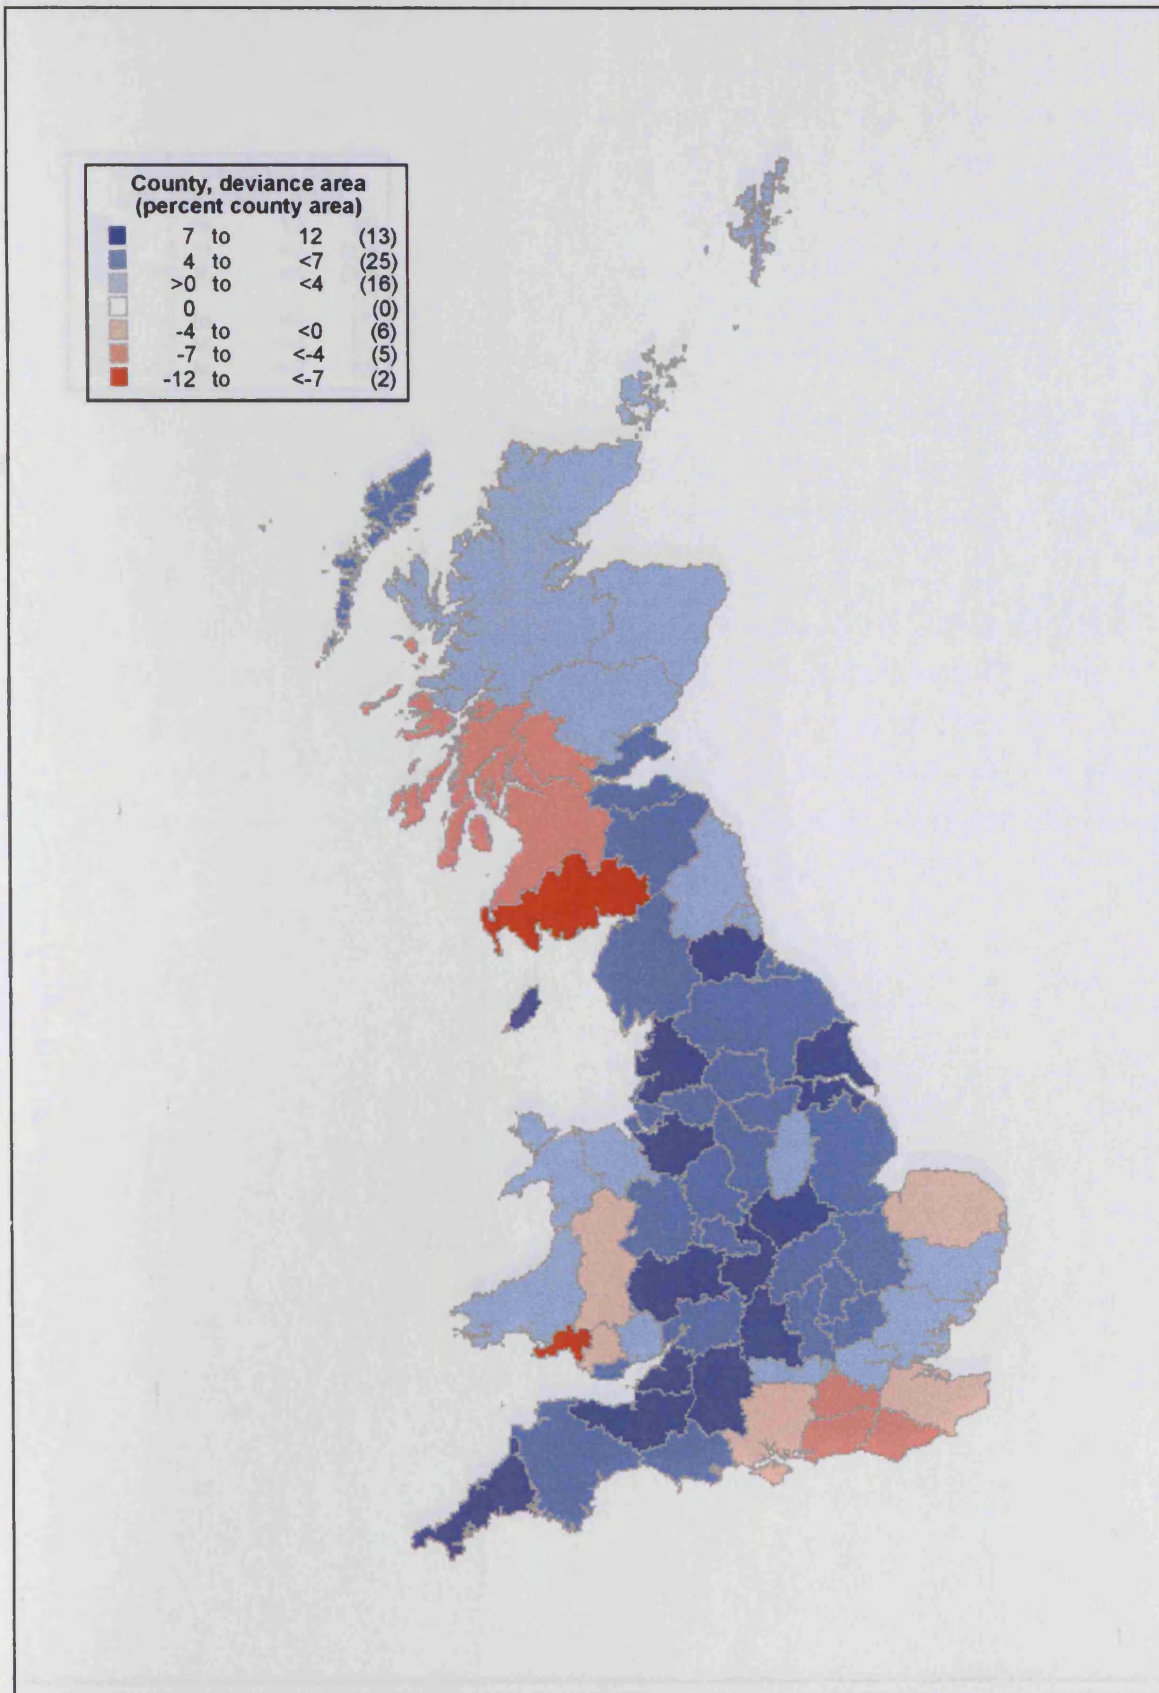 County, deviance area
(percent county area)
7 to 12 (13)
4 to <7 (25)
>0 to <4 (16)
0 (0)
-4 to <0 (6)
-7 to <-4 (5)
-12 to <-7 (2)